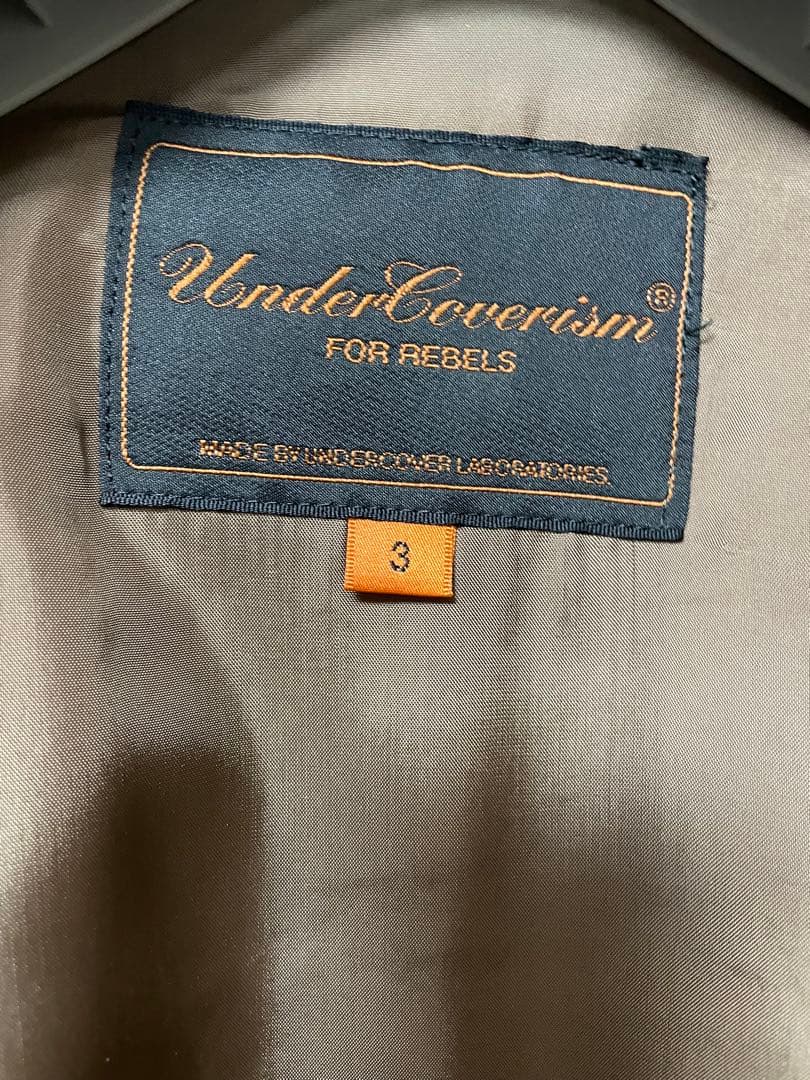 UnderCoverism®
FOR REBELS
MADE BY UNDERCOVER LABORATORIES.
3